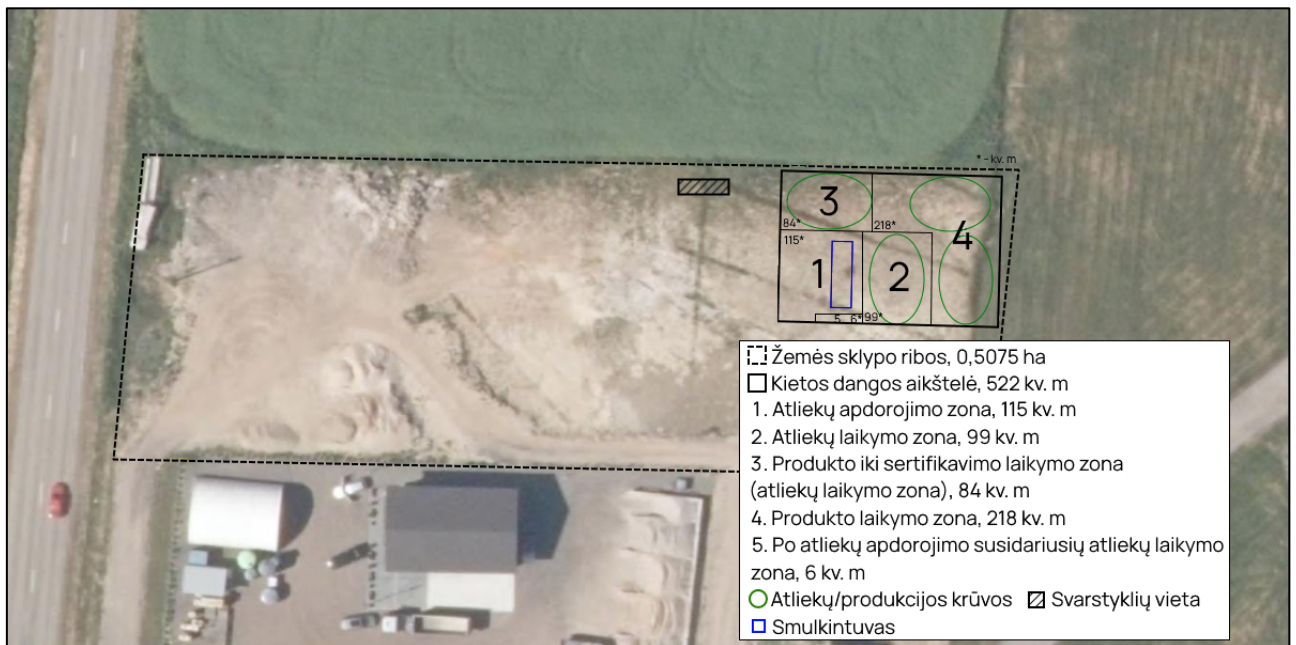 * - kv. m
3
84*
218*
4
115*
1
2
5 6*
99*
Žemės sklypo ribos, 0,5075 ha
Kietos dangos aikštelė, 522 kv. m
1. Atliekų apdorojimo zona, 115 kv. m
2. Atliekų laikymo zona, 99 kv. m
3. Produkto iki sertifikavimo laikymo zona
(atliekų laikymo zona), 84 kv. m
4. Produkto laikymo zona, 218 kv. m
5. Po atliekų apdorojimo susidariusių atliekų laikymo
zona, 6 kv. m
Atliekų/produkcijos krūvos Svarstyklių vieta
Smulkintuvas